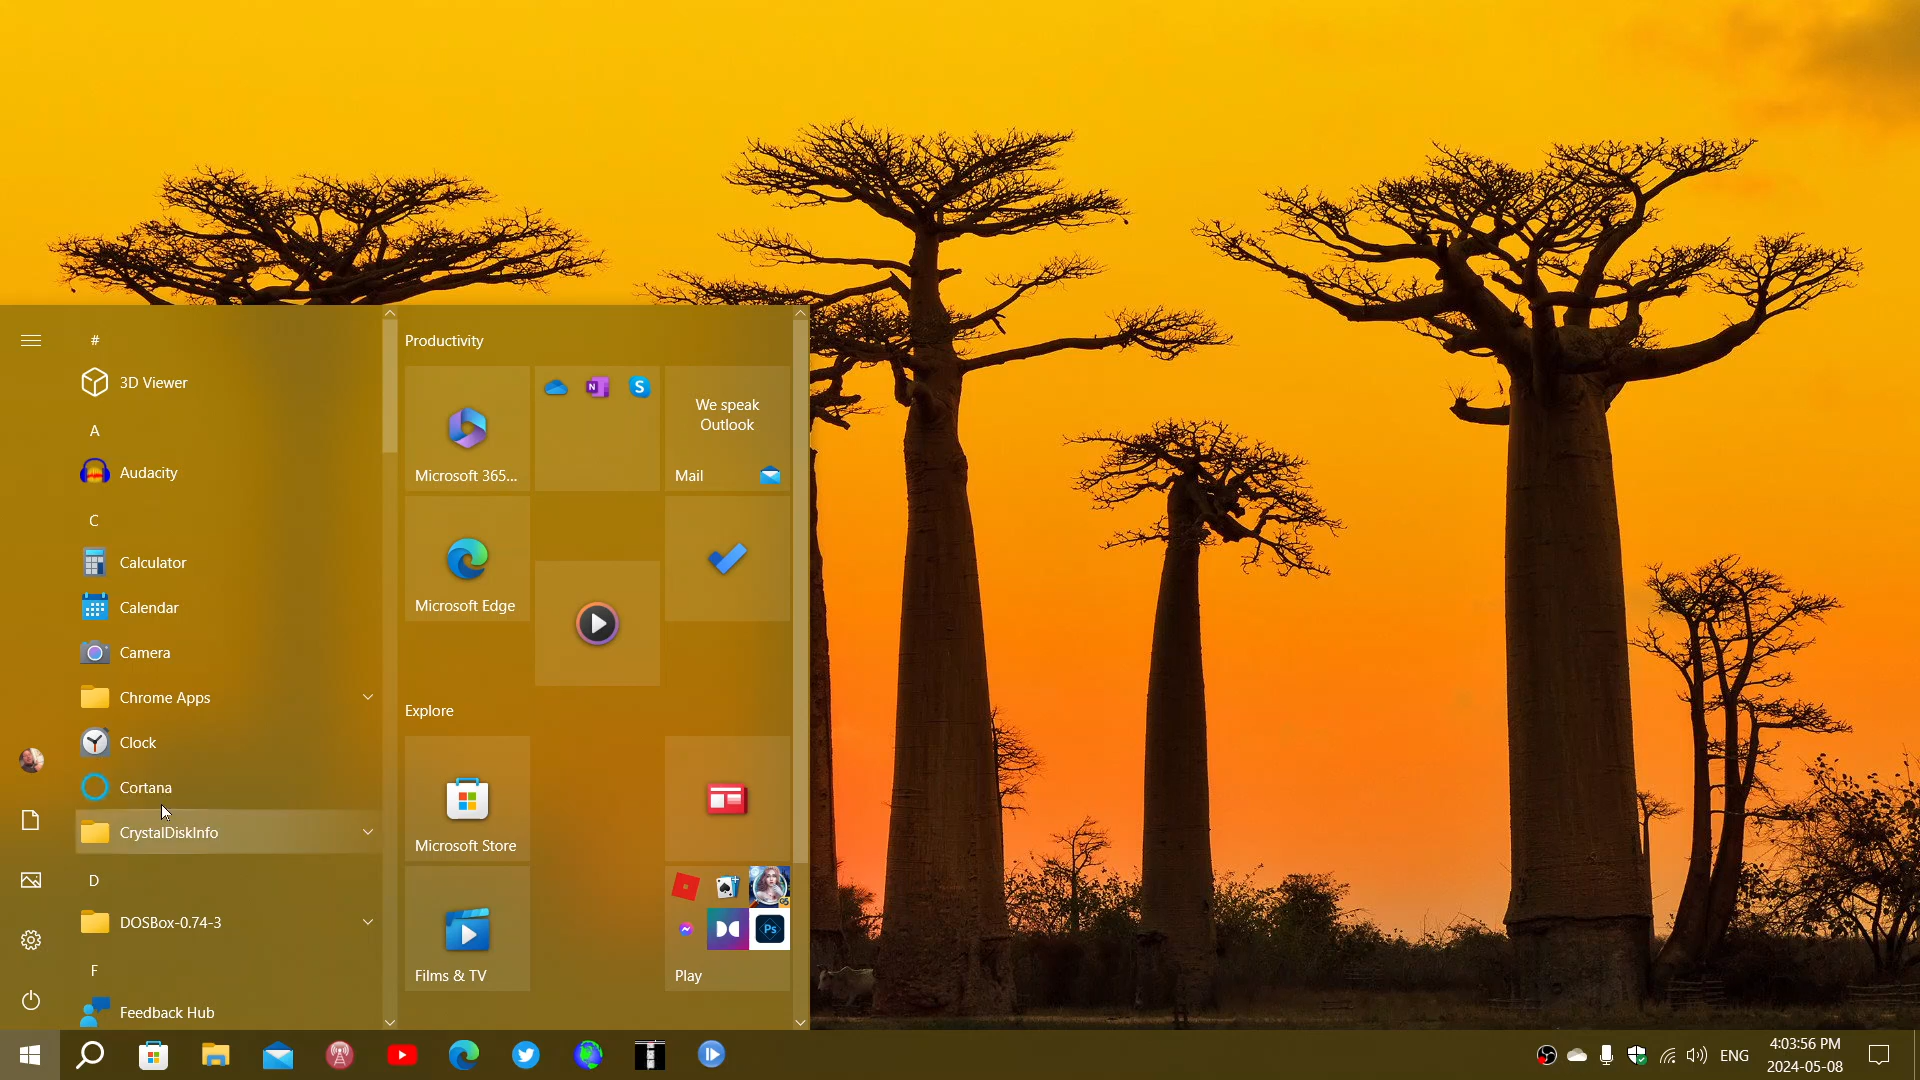 #
3D Viewer
A
Audacity
C
Calculator
Calendar
Camera
Chrome Apps
Clock
Cortana
CrystalDiskInfo
D
DOSBox-0.74-3
F
Feedback Hub
Productivity
Microsoft 365...
N
S
We speak
Outlook
Mail
Microsoft Edge
Explore
Microsoft Store
Films & TV
Ps
Play
ENG
4:03:56 PM
2024-05-08